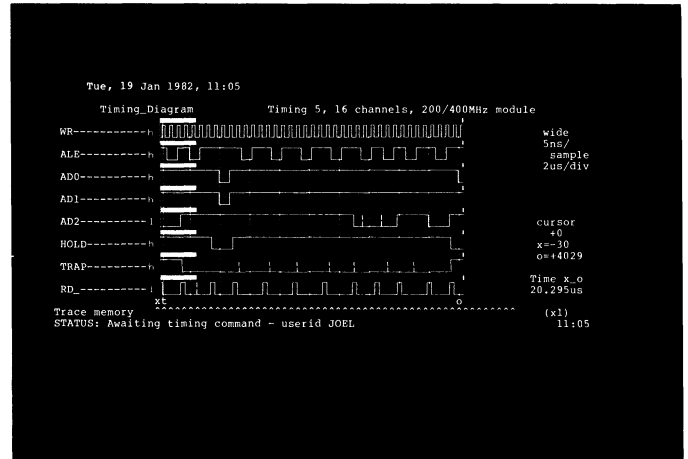 Tue, 19 Jan 1982, 11:05
Timing_Diagram Timing 5, 16 channels, 200/400MHz module
WR------------h
wide
ALE-----------h
5ns/
sample
AD0-----------h
2us/div
AD1-----------h
AD2-----------l
cursor
+0
HOLD----------h
x=-30
o=+4029
TRAP----------h
Time x_o
RD_-----------l
20.295us
xt o
Trace memory (x1)
STATUS: Awaiting timing command - userid JOEL 11:05